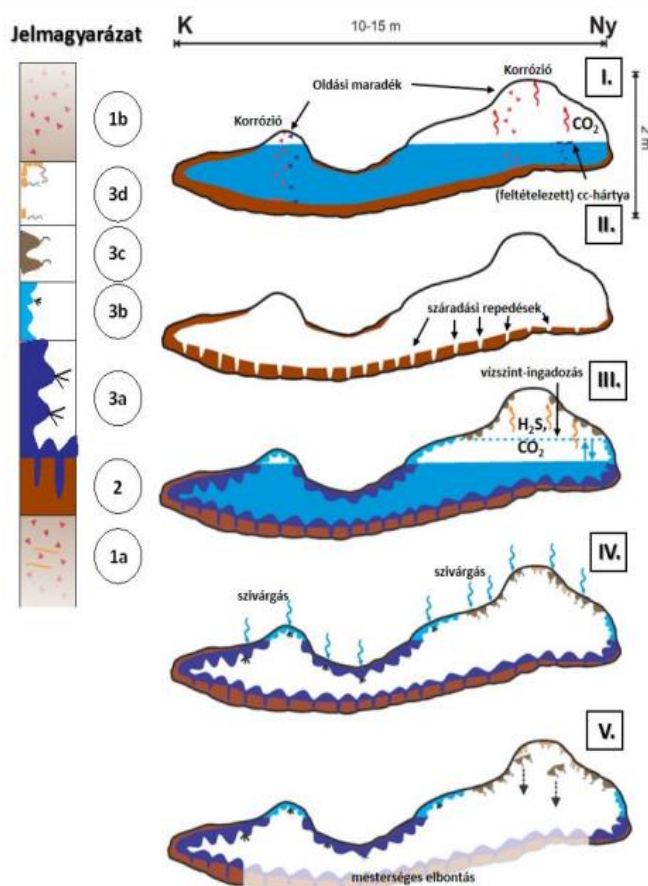 Jelmagyarázat
1b
3d
3c
3b
3a
2
1a
K
10-15 m
Ny
I.
Korrózió
Oldási maradék
Korrózió
CO2
2 m
(feltételezett) cc-hártya
II.
száradási repedések
vízszint-ingadozás
III.
H2S,
CO2
IV.
szivárgás
szivárgás
V.
mesterséges elbontás